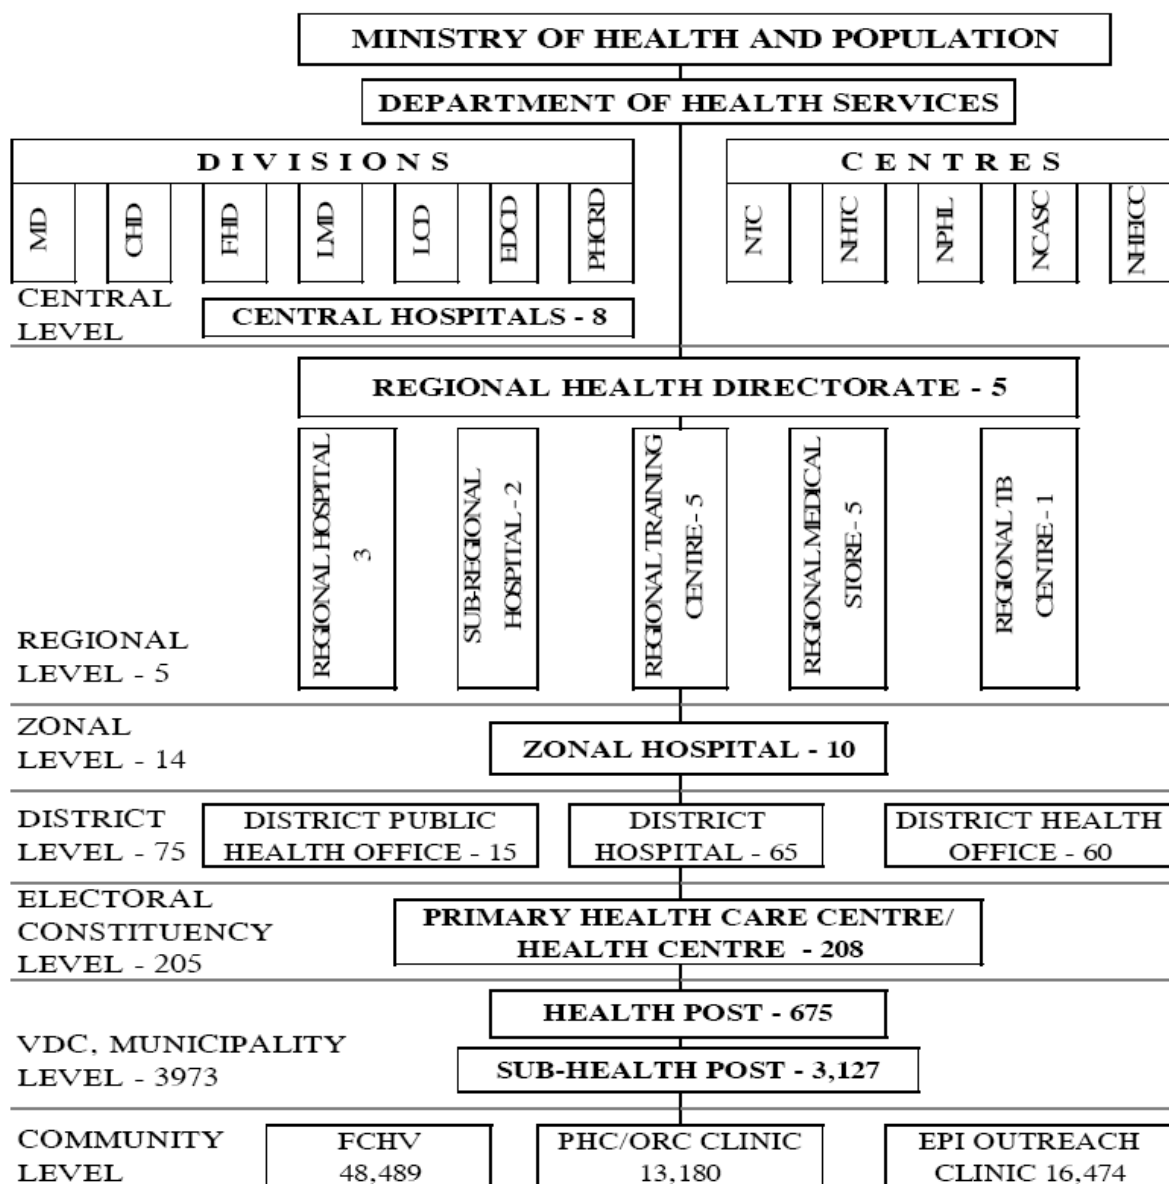 MINISTRY OF HEALTH AND POPULATION
DEPARTMENT OF HEALTH SERVICES
DIVISIONS
CENTRES
MD
CHD
FHD
LMD
LCD
EDCD
PHCRD
NTC
NHTC
NPHL
NCASC
NHEICC
CENTRAL
LEVEL
CENTRAL HOSPITALS - 8
REGIONAL HEALTH DIRECTORATE - 5
REGIONAL HOSPITAL
3
SUB-REGIONAL
HOSPITAL - 2
REGIONAL TRAINING
CENTRE - 5
REGIONAL MEDICAL
STORE - 5
REGIONAL TB
CENTRE - 1
REGIONAL
LEVEL - 5
ZONAL
LEVEL - 14
ZONAL HOSPITAL - 10
DISTRICT
LEVEL - 75
DISTRICT PUBLIC
HEALTH OFFICE - 15
DISTRICT
HOSPITAL - 65
DISTRICT HEALTH
OFFICE - 60
ELECTORAL
CONSTITUENCY
LEVEL - 205
PRIMARY HEALTH CARE CENTRE/
HEALTH CENTRE - 208
VDC, MUNICIPALITY
LEVEL - 3973
HEALTH POST - 675
SUB-HEALTH POST - 3,127
COMMUNITY
LEVEL
FCHV
48,489
PHC/ORC CLINIC
13,180
EPI OUTREACH
CLINIC 16,474